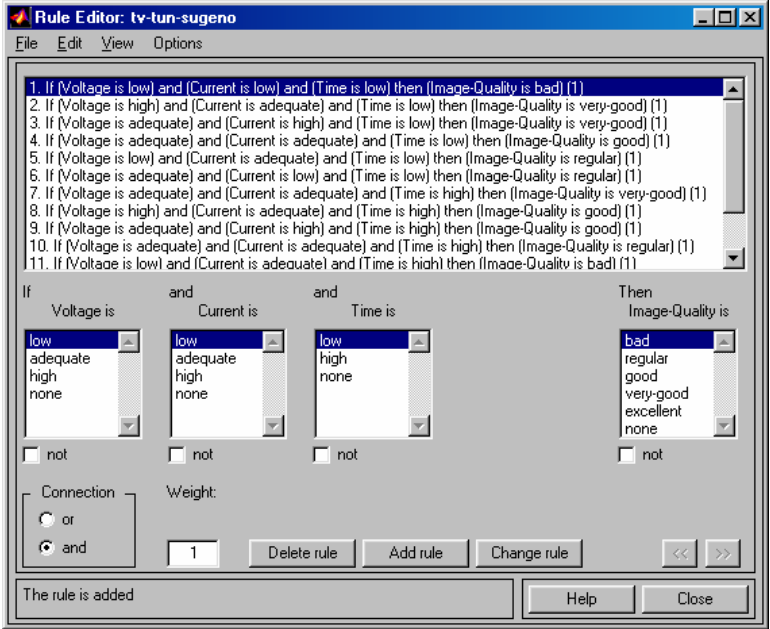 Rule Editor: tv-tun-sugeno
File Edit View Options
1. If (Voltage is low) and (Current is low) and (Time is low) then (Image-Quality is bad) (1)
2. If (Voltage is high) and (Current is adequate) and (Time is low) then (Image-Quality is very-good) (1)
3. If (Voltage is adequate) and (Current is high) and (Time is low) then (Image-Quality is very-good) (1)
4. If (Voltage is adequate) and (Current is adequate) and (Time is low) then (Image-Quality is good) (1)
5. If (Voltage is low) and (Current is adequate) and (Time is low) then (Image-Quality is regular) (1)
6. If (Voltage is adequate) and (Current is low) and (Time is low) then (Image-Quality is regular) (1)
7. If (Voltage is adequate) and (Current is adequate) and (Time is high) then (Image-Quality is very-good) (1)
8. If (Voltage is high) and (Current is adequate) and (Time is high) then (Image-Quality is good) (1)
9. If (Voltage is adequate) and (Current is high) and (Time is high) then (Image-Quality is good) (1)
10. If (Voltage is adequate) and (Current is adequate) and (Time is high) then (Image-Quality is regular) (1)
11. If (Voltage is low) and (Current is adequate) and (Time is high) then (Image-Quality is bad) (1)
If and and Then
Voltage is Current is Time is Image-Quality is
low
adequate
high
none
low
adequate
high
none
low
high
none
bad
regular
good
very-good
excellent
none
not not not not
Connection Weight:
or
and 1 Delete rule Add rule Change rule << >>
The rule is added Help Close